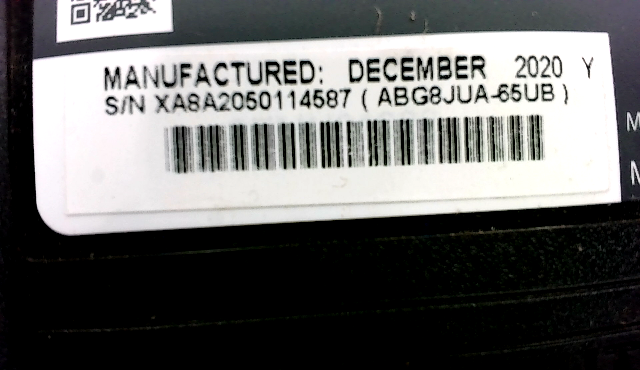 MANUFACTURED: DECEMBER 2020 Y
S/N XA8A2050114587 ( ABG8JUA-65UB )